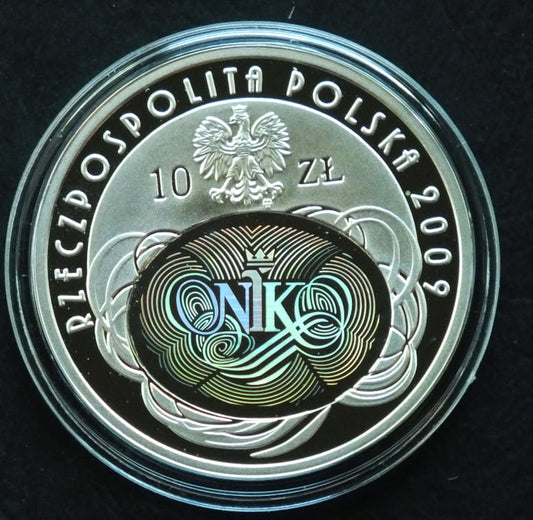 RZECZPOSPOLITA POLSKA 2009
10 ZŁ
NIK